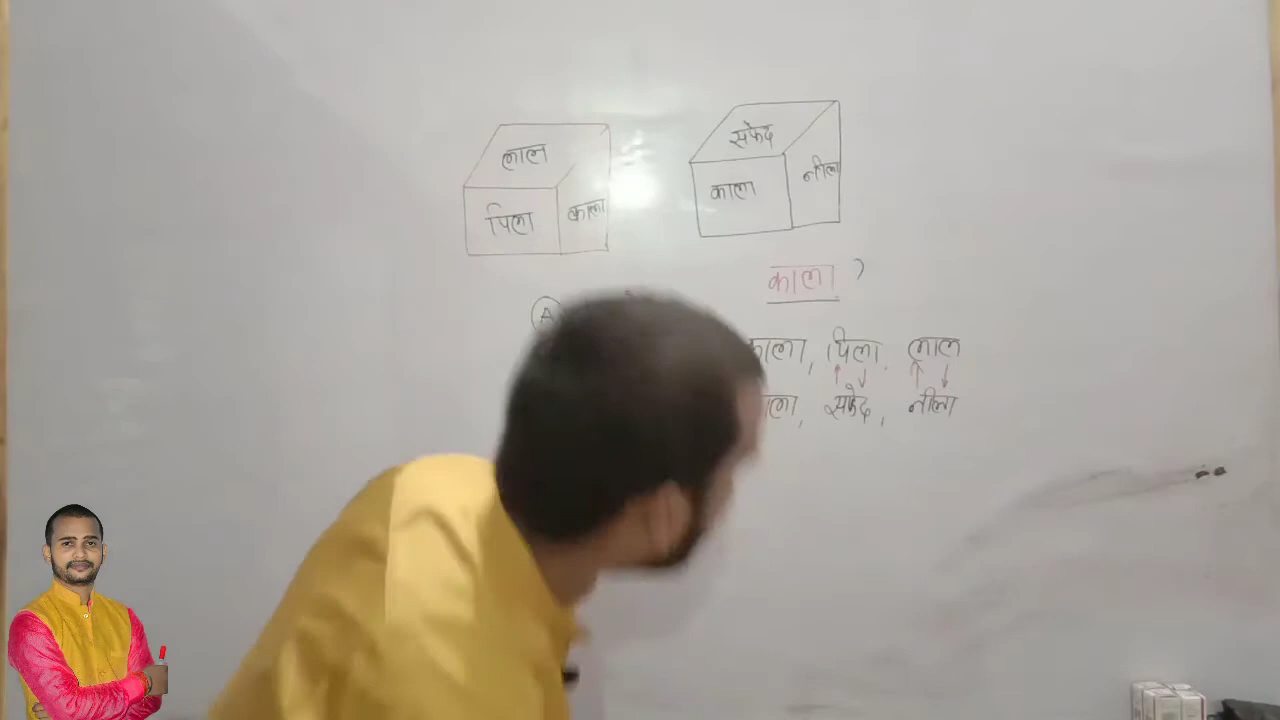 लाल
पिला काला
सफेद
काला नीला
काला ?
A
काला, पिला, लाल
सफेद, नीला